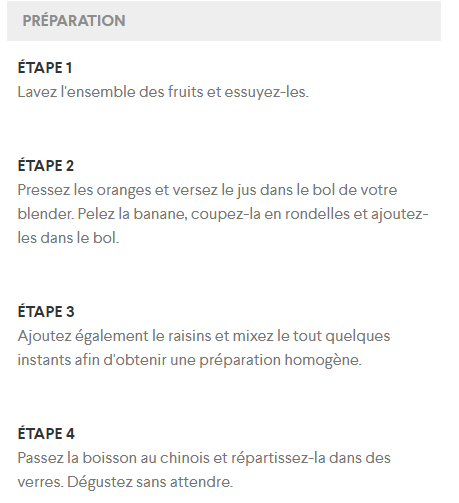 PRÉPARATION
ÉTAPE 1
Lavez l'ensemble des fruits et essuyez-les.
ÉTAPE 2
Pressez les oranges et versez le jus dans le bol de votre
blender. Pelez la banane, coupez-la en rondelles et ajoutez-
les dans le bol.
ÉTAPE 3
Ajoutez également le raisins et mixez le tout quelques
instants afin d'obtenir une préparation homogène.
ÉTAPE 4
Passez la boisson au chinois et répartissez-la dans des
verres. Dégustez sans attendre.